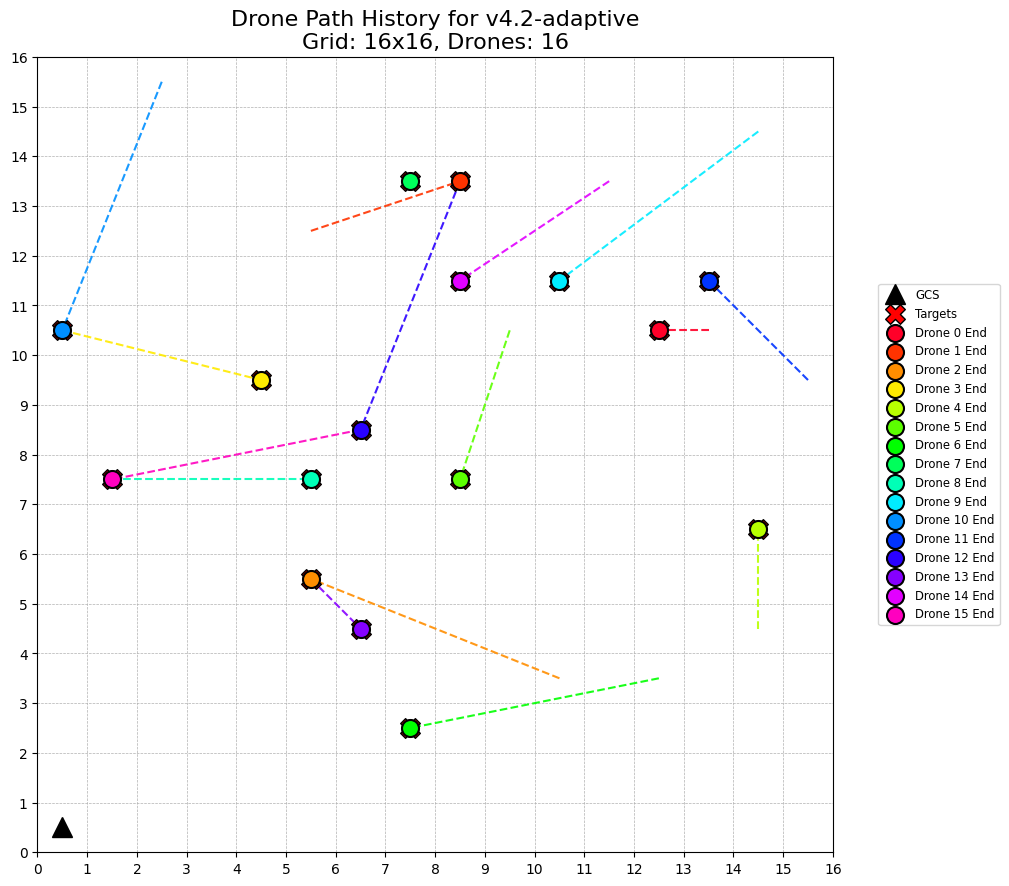 Drone Path History for v4.2-adaptive
Grid: 16x16, Drones: 16
16
15
14
13
12
11
10
9
8
7
6
5
4
3
2
1
0
0 1 2 3 4 5 6 7 8 9 10 11 12 13 14 15 16
GCS
Targets
Drone 0 End
Drone 1 End
Drone 2 End
Drone 3 End
Drone 4 End
Drone 5 End
Drone 6 End
Drone 7 End
Drone 8 End
Drone 9 End
Drone 10 End
Drone 11 End
Drone 12 End
Drone 13 End
Drone 14 End
Drone 15 End